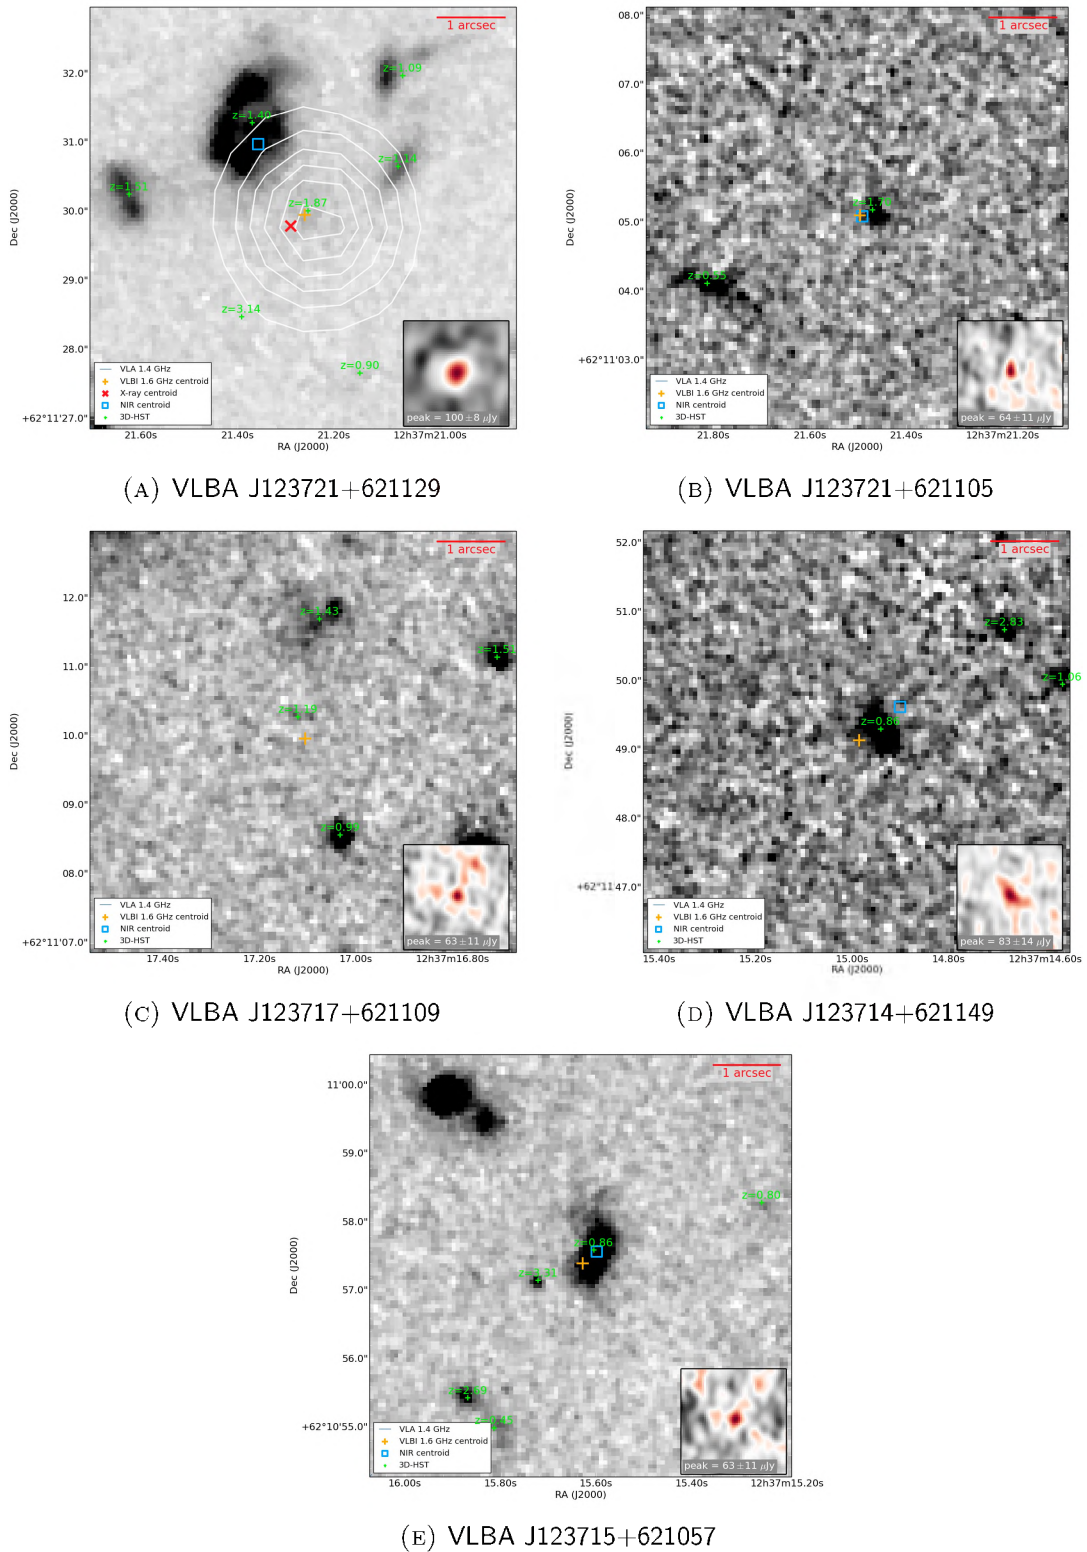 1 arcsec
32.0"
31.0"
30.0"
29.0"
28.0"
+62°11'27.0"
Dec (J2000)
z=1.09
z=1.40
z=1.87
z=3.14
z=0.90
VLA 1.4 GHz
VLBI 1.6 GHz centroid
X-ray centroid
NIR centroid
3D-HST
peak = 100±8 μJy
21.60s 21.40s 21.20s 12h37m21.00s
RA (J2000)
(A) VLBA J123721+621129
1 arcsec
08.0"
07.0"
06.0"
05.0"
04.0"
+62°11'03.0"
Dec (J2000)
VLA 1.4 GHz
VLBI 1.6 GHz centroid
NIR centroid
3D-HST
peak = 64±11 μJy
21.80s 21.60s 21.40s 12h37m21.20s
RA (J2000)
(B) VLBA J123721+621105
1 arcsec
12.0"
11.0"
10.0"
09.0"
08.0"
+62°11'07.0"
Dec (J2000)
z=1.43
VLA 1.4 GHz
VLBI 1.6 GHz centroid
NIR centroid
3D-HST
peak = 63±11 μJy
17.40s 17.20s 17.00s 12h37m16.80s
RA (J2000)
(C) VLBA J123717+621109
1 arcsec
52.0"
51.0"
50.0"
49.0"
48.0"
+62°11'47.0"
Dec (J2000)
z=2.83
z=1.06
VLA 1.4 GHz
VLBI 1.6 GHz centroid
NIR centroid
3D-HST
peak = 83±14 μJy
15.40s 15.20s 15.00s 14.80s 12h37m14.60s
RA (J2000)
(D) VLBA J123714+621149
1 arcsec
11'00.0"
59.0"
58.0"
57.0"
56.0"
+62°10'55.0"
Dec (J2000)
z=0.80
z=0.86
VLA 1.4 GHz
VLBI 1.6 GHz centroid
NIR centroid
3D-HST
peak = 63±11 μJy
16.00s 15.80s 15.60s 15.40s 12h37m15.20s
RA (J2000)
(E) VLBA J123715+621057